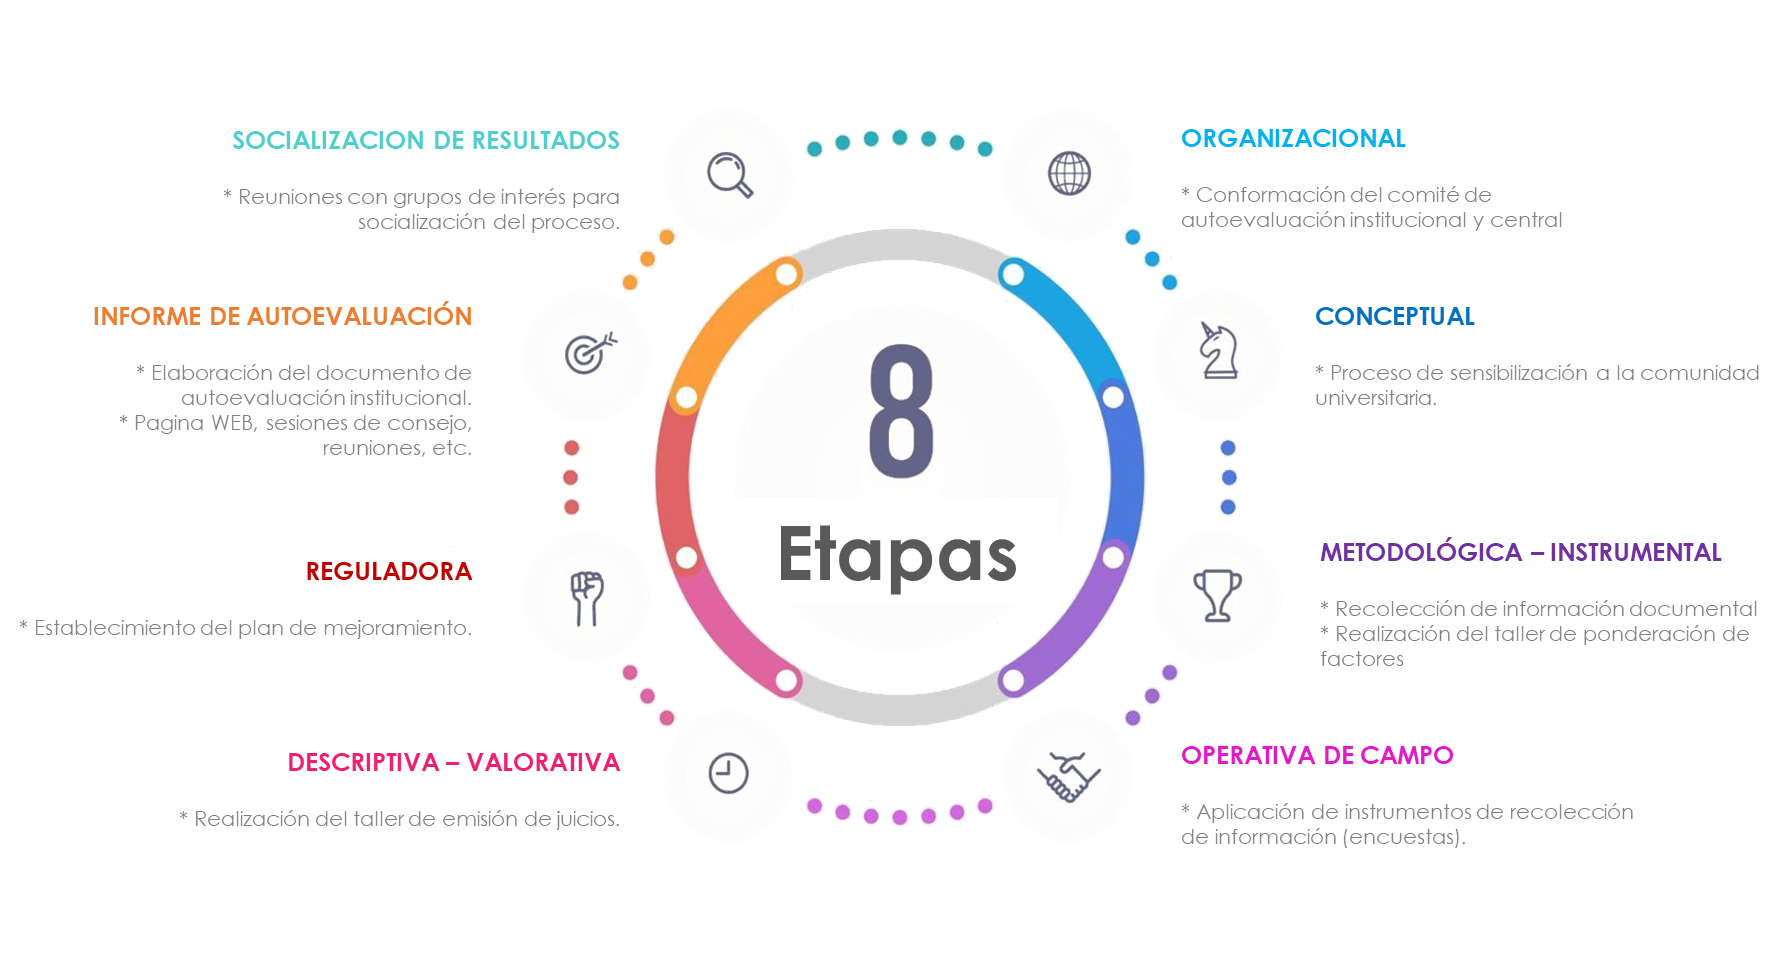 SOCIALIZACION DE RESULTADOS
* Reuniones con grupos de interés para
socialización del proceso.
INFORME DE AUTOEVALUACIÓN
* Elaboración del documento de
autoevaluación institucional.
* Pagina WEB, sesiones de consejo,
reuniones, etc.
REGULADORA
* Establecimiento del plan de mejoramiento.
DESCRIPTIVA – VALORATIVA
* Realización del taller de emisión de juicios.
8
Etapas
ORGANIZACIONAL
* Conformación del comité de
autoevaluación institucional y central
CONCEPTUAL
* Proceso de sensibilización a la comunidad
universitaria.
METODOLÓGICA – INSTRUMENTAL
* Recolección de información documental
* Realización del taller de ponderación de
factores
OPERATIVA DE CAMPO
* Aplicación de instrumentos de recolección
de información (encuestas).